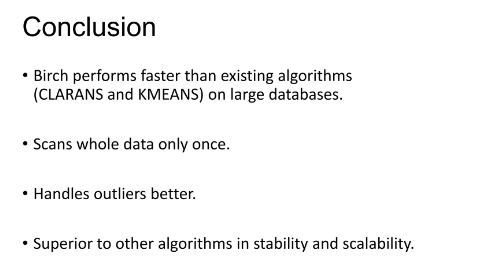 Conclusion
• Birch performs faster than existing algorithms
(CLARANS and KMEANS) on large databases.
• Scans whole data only once.
• Handles outliers better.
• Superior to other algorithms in stability and scalability.